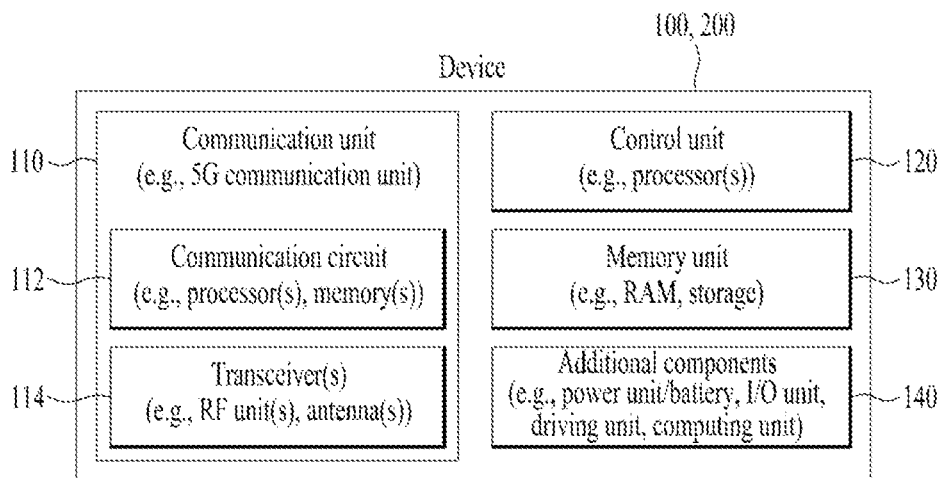 100, 200
Device
110
Communication unit
(e.g., 5G communication unit)
112
Communication circuit
(e.g., processor(s), memory(s))
114
Transceiver(s)
(e.g., RF unit(s), antenna(s))
Control unit
(e.g., processor(s))
120
Memory unit
(e.g., RAM, storage)
130
Additional components
(e.g., power unit/battery, I/O unit,
driving unit, computing unit)
140